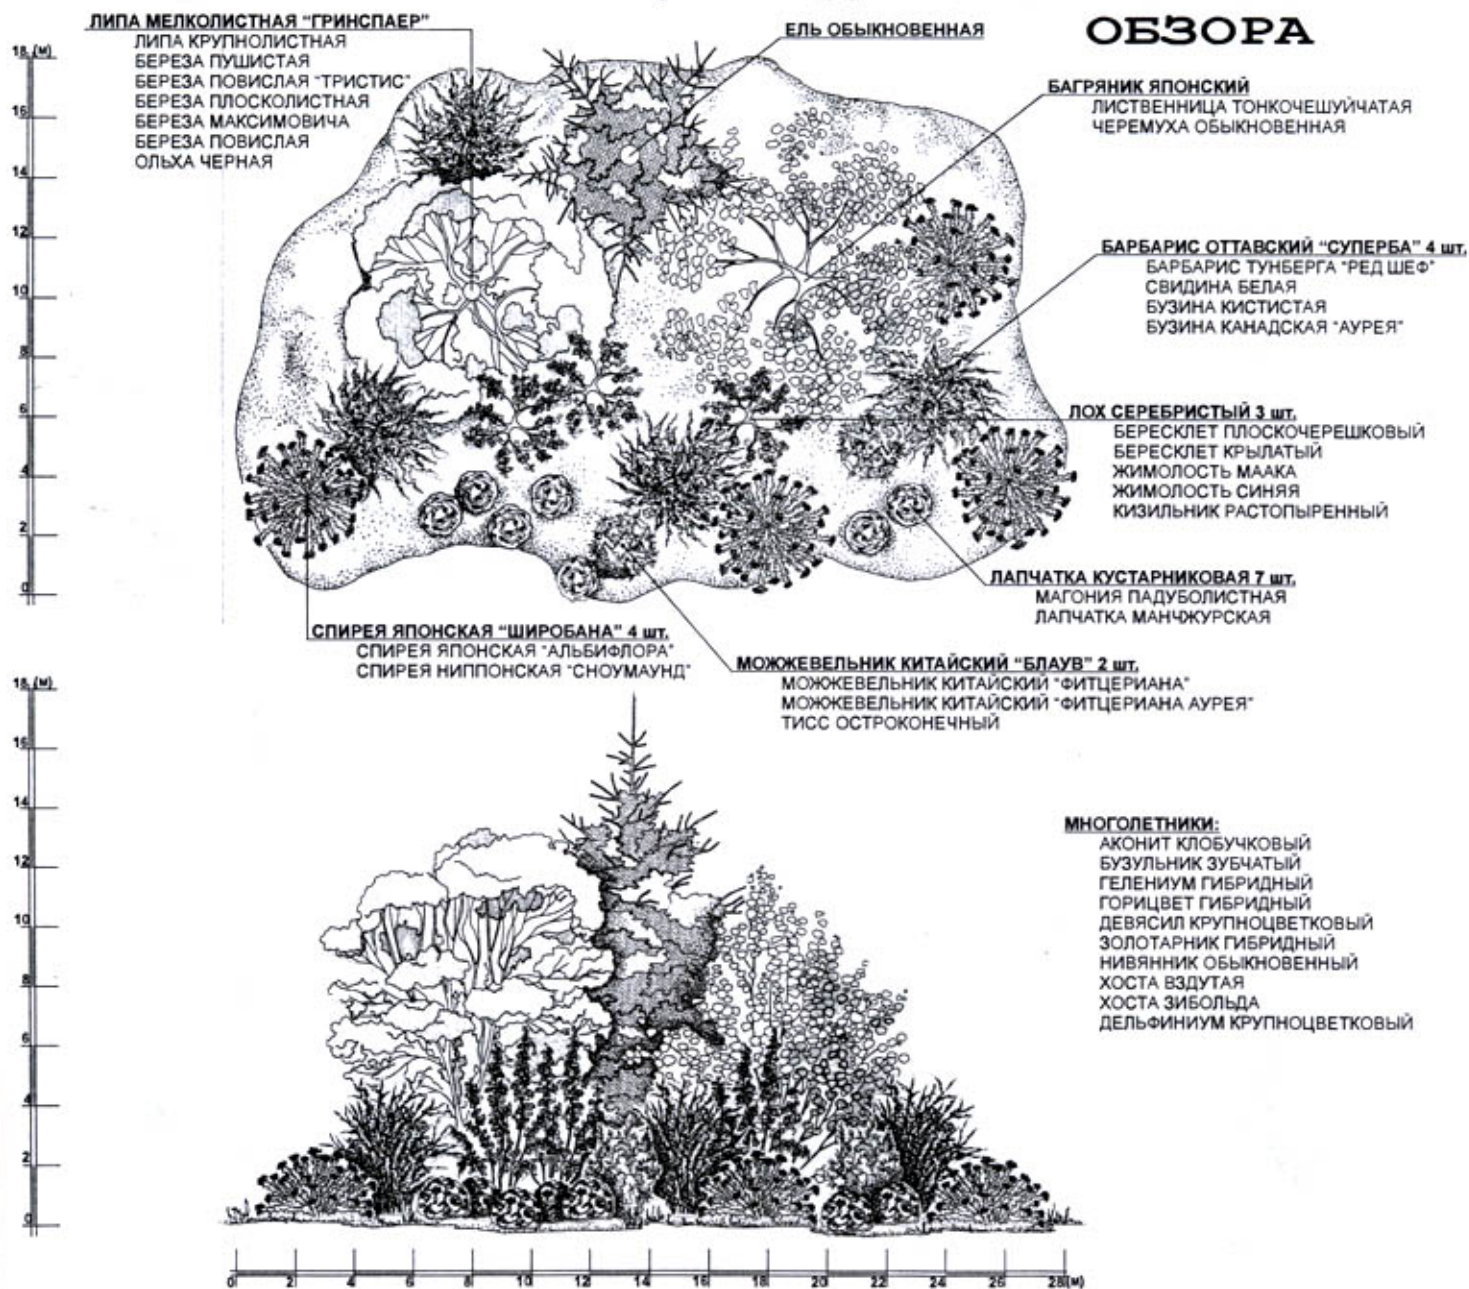 ОБЗОРА
ЛИПА МЕЛКОЛИСТНАЯ “ГРИНСПАЕР”
ЛИПА КРУПНОЛИСТНАЯ
БЕРЕЗА ПУШИСТАЯ
БЕРЕЗА ПОВИСЛАЯ “ТРИСТИС”
БЕРЕЗА ПЛОСКОЛИСТНАЯ
БЕРЕЗА МАКСИМОВИЧА
БЕРЕЗА ПОВИСЛАЯ
ОЛЬХА ЧЕРНАЯ
ЕЛЬ ОБЫКНОВЕННАЯ
БАГРЯНИК ЯПОНСКИЙ
ЛИСТВЕННИЦА ТОНКОЧЕШУЙЧАТАЯ
ЧЕРЕМУХА ОБЫКНОВЕННАЯ
БАРБАРИС ОТТАВСКИЙ “СУПЕРБА” 4 шт.
БАРБАРИС ТУНБЕРГА “РЕД ШЕФ”
СВИДИНА БЕЛАЯ
БУЗИНА КИСТИСТАЯ
БУЗИНА КАНАДСКАЯ “АУРЕЯ”
ЛОХ СЕРЕБРИСТЫЙ 3 шт.
БЕРЕСКЛЕТ ПЛОСКОЧЕРЕШКОВЫЙ
БЕРЕСКЛЕТ КРЫЛАТЫЙ
ЖИМОЛОСТЬ МААКА
ЖИМОЛОСТЬ СИНЯЯ
КИЗИЛЬНИК РАСТОПЫРЕННЫЙ
ЛАПЧАТКА КУСТАРНИКОВАЯ 7 шт.
МАГОНИЯ ПАДУБОЛИСТНАЯ
ЛАПЧАТКА МАНЧЖУРСКАЯ
СПИРЕЯ ЯПОНСКАЯ “ШИРОБАНА” 4 шт.
СПИРЕЯ ЯПОНСКАЯ “АЛЬБИФЛОРА”
СПИРЕЯ НИППОНСКАЯ “СНОУМАУНД”
МОЖЖЕВЕЛЬНИК КИТАЙСКИЙ “БЛАУВ” 2 шт.
МОЖЖЕВЕЛЬНИК КИТАЙСКИЙ “ФИТЦЕРИАНА”
МОЖЖЕВЕЛЬНИК КИТАЙСКИЙ “ФИТЦЕРИАНА АУРЕЯ”
ТИСС ОСТРОКОНЕЧНЫЙ
18 (м)
16
14
12
10
8
6
4
2
0
18 (м)
16
14
12
10
8
6
4
2
0
МНОГОЛЕТНИКИ:
АКОНИТ КЛОБУЧКОВЫЙ
БУЗУЛЬНИК ЗУБЧАТЫЙ
ГЕЛЕНИУМ ГИБРИДНЫЙ
ГОРИЦВЕТ ГИБРИДНЫЙ
ДЕВЯСИЛ КРУПНОЦВЕТКОВЫЙ
ЗОЛОТАРНИК ГИБРИДНЫЙ
НИВЯННИК ОБЫКНОВЕННЫЙ
ХОСТА ВЗДУТАЯ
ХОСТА ЗИБОЛЬДА
ДЕЛЬФИНИУМ КРУПНОЦВЕТКОВЫЙ
0 2 4 6 8 10 12 14 16 18 20 22 24 26 28(м)